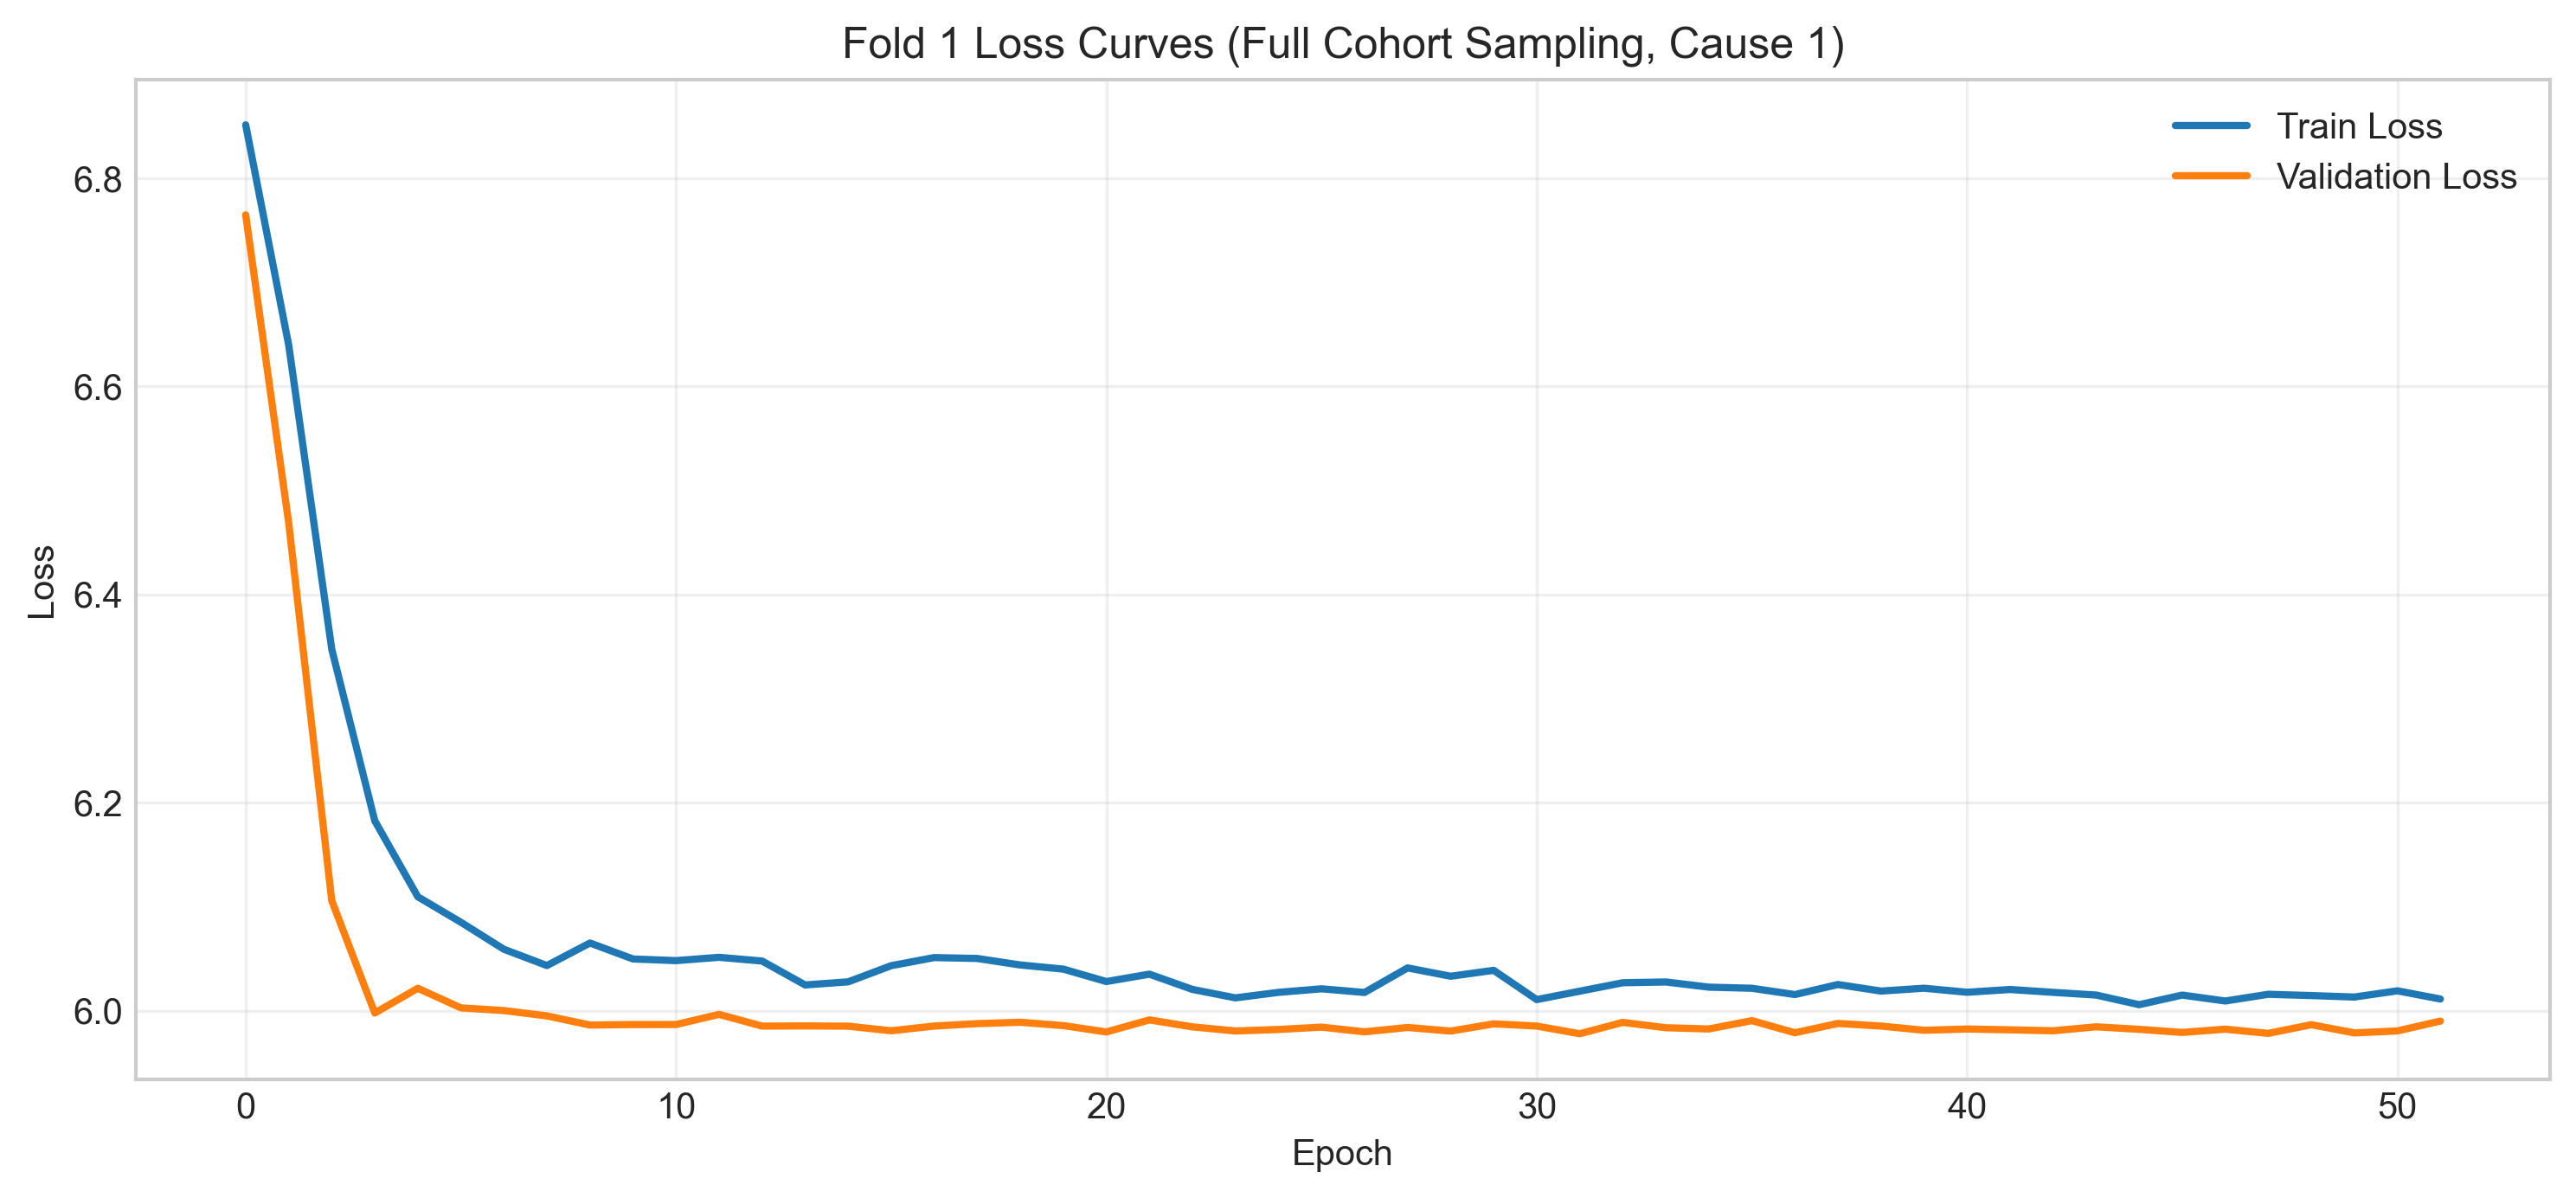 Fold 1 Loss Curves (Full Cohort Sampling, Cause 1)
Train Loss
Validation Loss
6.8
6.6
6.4
6.2
6.0
Loss
0 10 20 30 40 50
Epoch